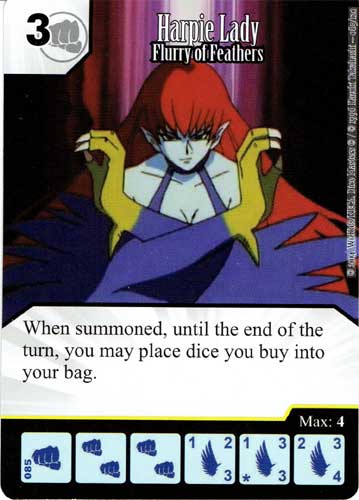 3
Harpie Lady
Flurry of Feathers
When summoned, until the end of the
turn, you may place dice you buy into
your bag.
Max: 4
085
1 2
3
1 3
* 3
2 3
4